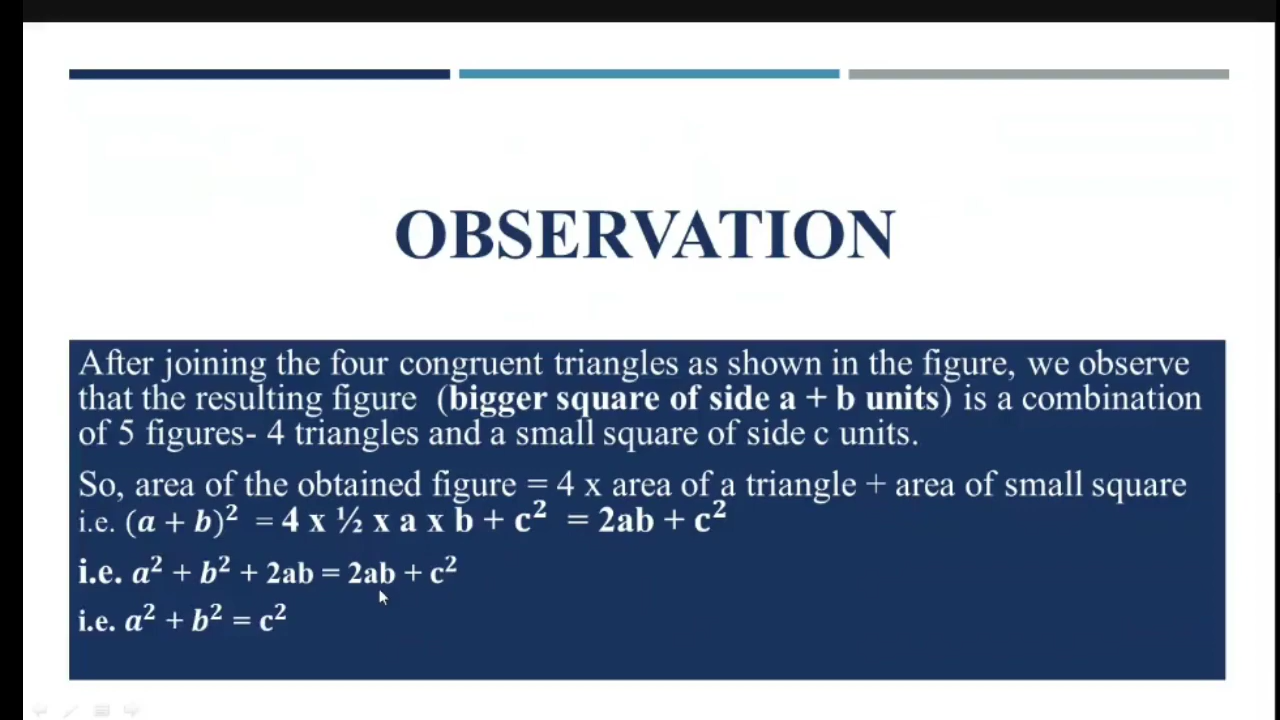 OBSERVATION
After joining the four congruent triangles as shown in the figure, we observe
that the resulting figure (bigger square of side a + b units) is a combination
of 5 figures- 4 triangles and a small square of side c units.
So, area of the obtained figure = 4 x area of a triangle + area of small square
i.e. (a + b)² = 4 x ½ x a x b + c² = 2ab + c²
i.e. a² + b² + 2ab = 2ab + c²
i.e. a² + b² = c²